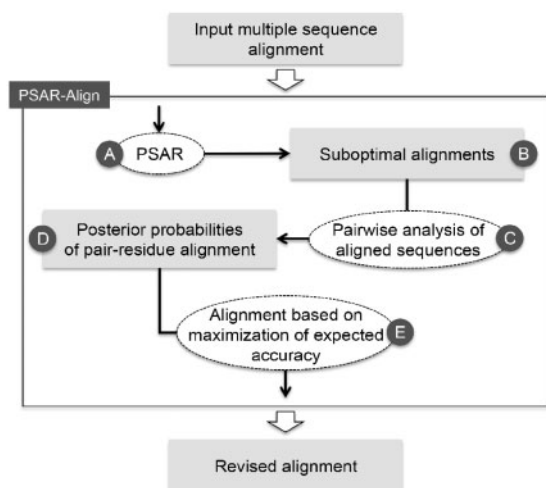 Input multiple sequence
alignment
PSAR-Align
A
PSAR
Suboptimal alignments
B
Pairwise analysis of
aligned sequences
C
D
Posterior probabilities
of pair-residue alignment
Alignment based on
maximization of expected
accuracy
E
Revised alignment